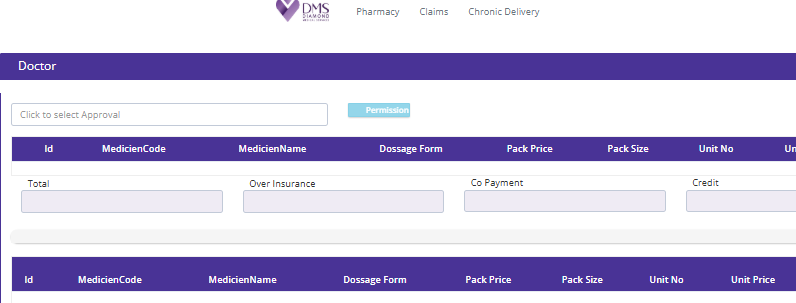 DMS
DIAMOND
Pharmacy Claims Chronic Delivery
Doctor
Click to select Approval
Permission
Id MedicienCode MedicienName Dossage Form Pack Price Pack Size Unit No Un
Total Over Insurance Co Payment Credit
Id MedicienCode MedicienName Dossage Form Pack Price Pack Size Unit No Unit Price